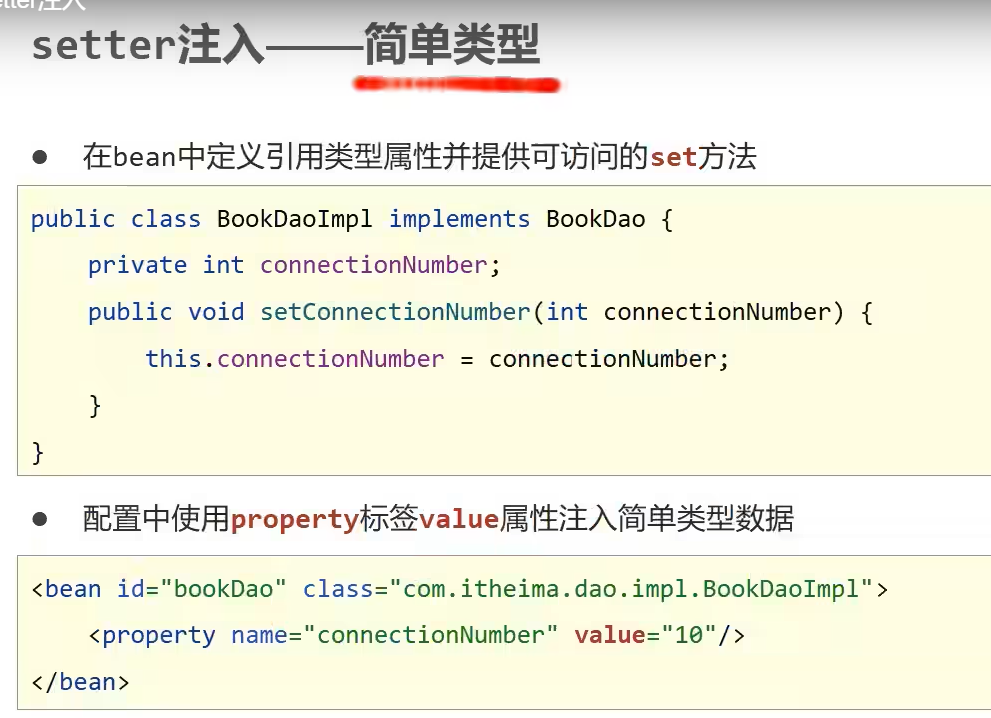 etter注入
setter注入——简单类型
● 在bean中定义引用类型属性并提供可访问的set方法
public class BookDaoImpl implements BookDao {
    private int connectionNumber;
    public void setConnectionNumber(int connectionNumber) {
        this.connectionNumber = connectionNumber;
    }
}
● 配置中使用property标签value属性注入简单类型数据
<bean id="bookDao" class="com.itheima.dao.impl.BookDaoImpl">
    <property name="connectionNumber" value="10"/>
</bean>